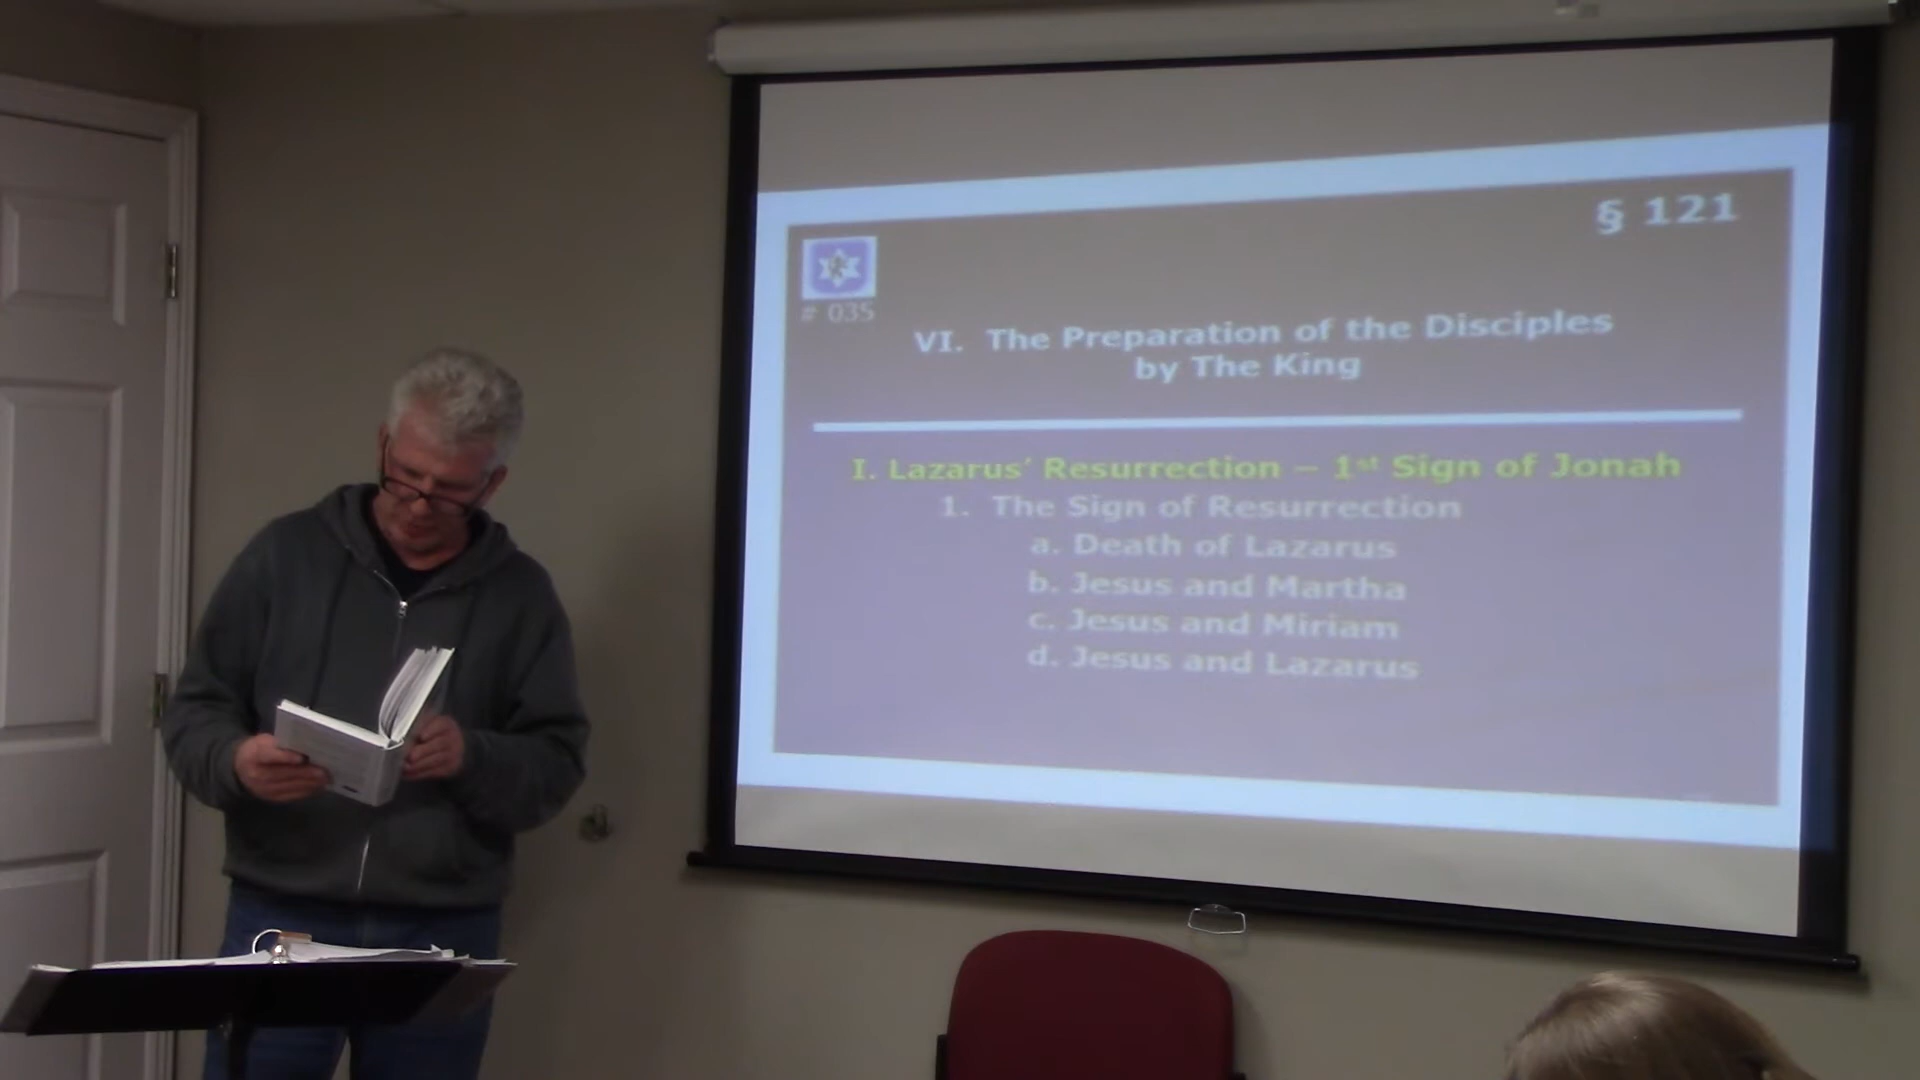 § 121
# 035
VI. The Preparation of the Disciples
by The King
I. Lazarus’ Resurrection – 1st Sign of Jonah
1. The Sign of Resurrection
a. Death of Lazarus
b. Jesus and Martha
c. Jesus and Miriam
d. Jesus and Lazarus